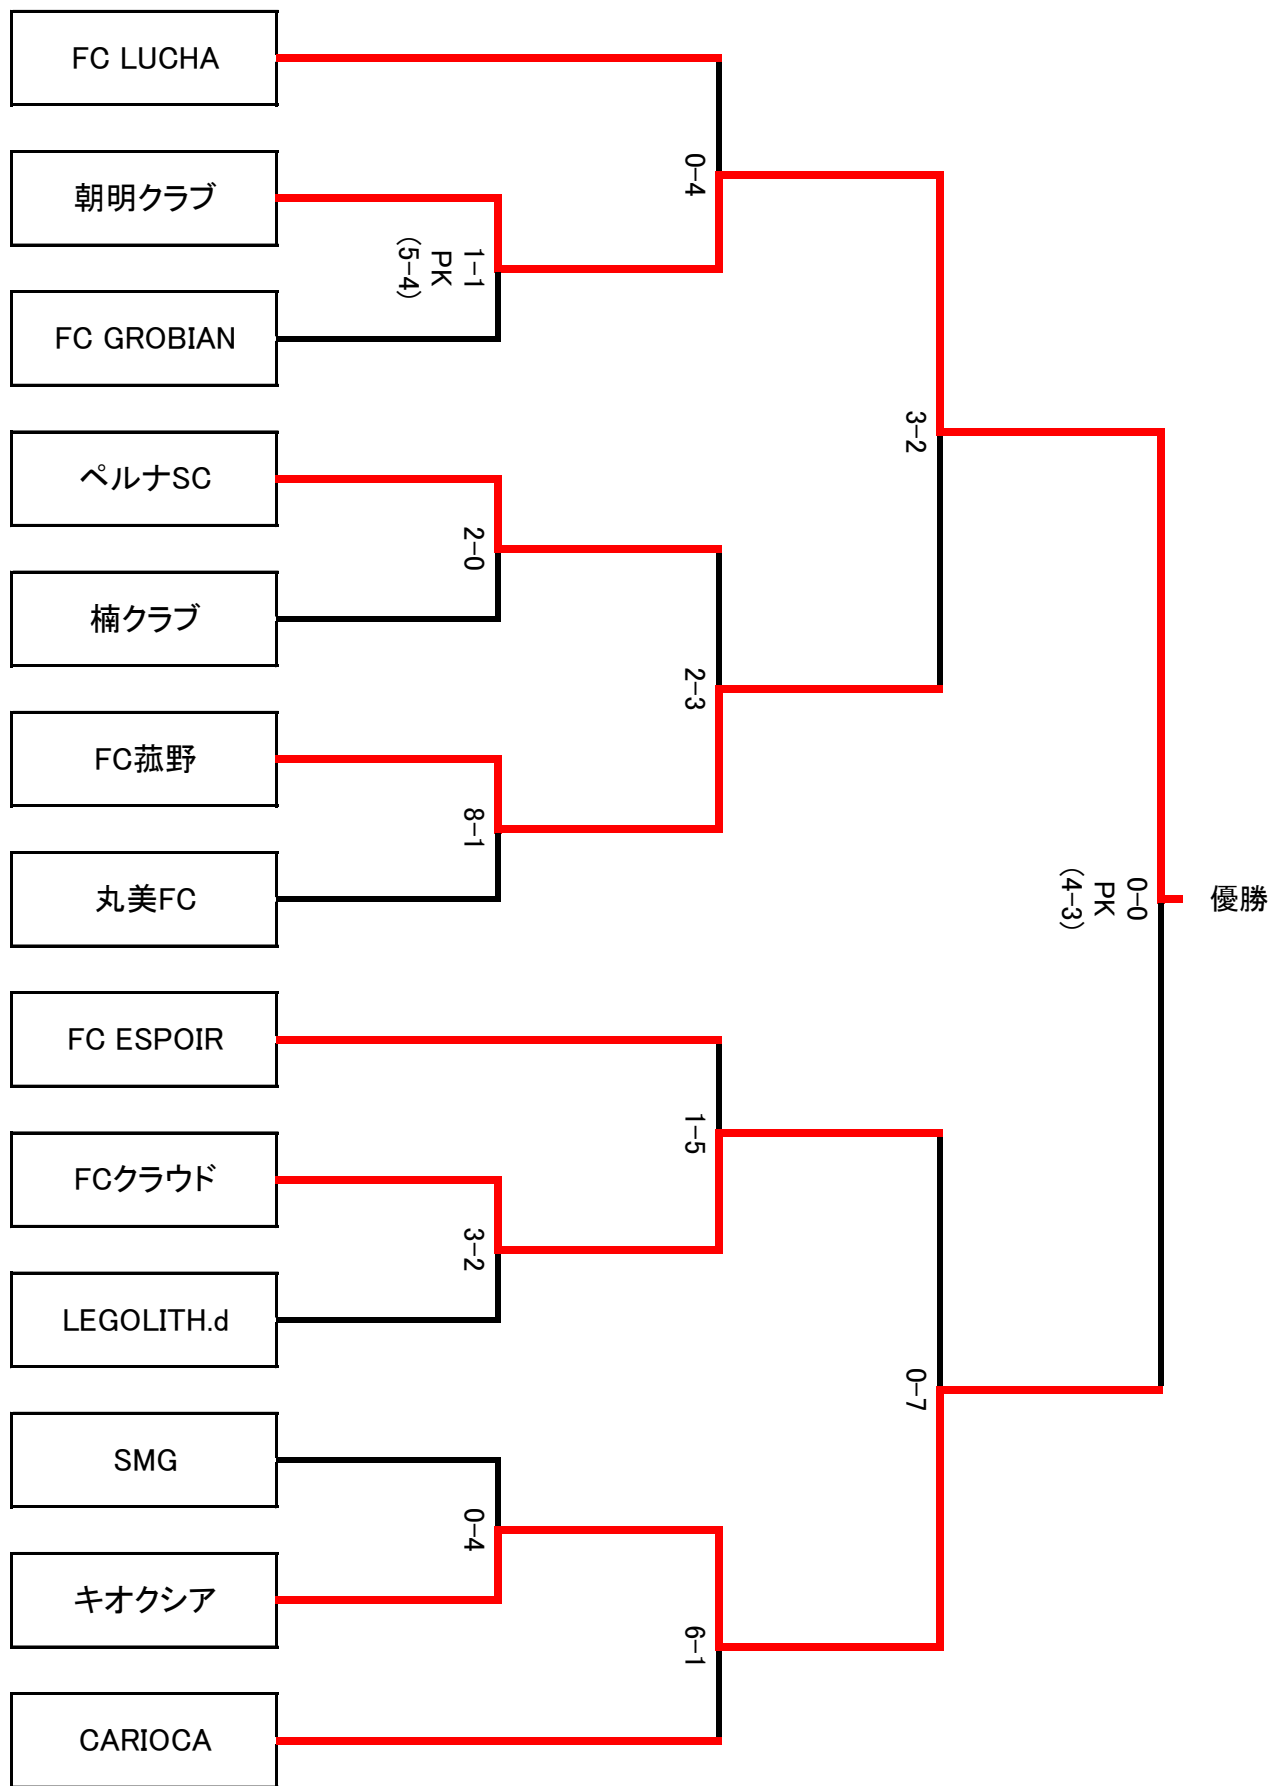 FC LUCHA
朝明クラブ
FC GROBIAN
ペルナSC
楠クラブ
FC菰野
丸美FC
FC ESPOIR
FCクラウド
LEGOLITH.d
SMG
キオクシア
CARIOCA
1-1
PK
(5-4)
2-0
8-1
3-2
0-4
0-4
2-3
1-5
6-1
3-2
0-7
0-0
PK
(4-3)
優勝